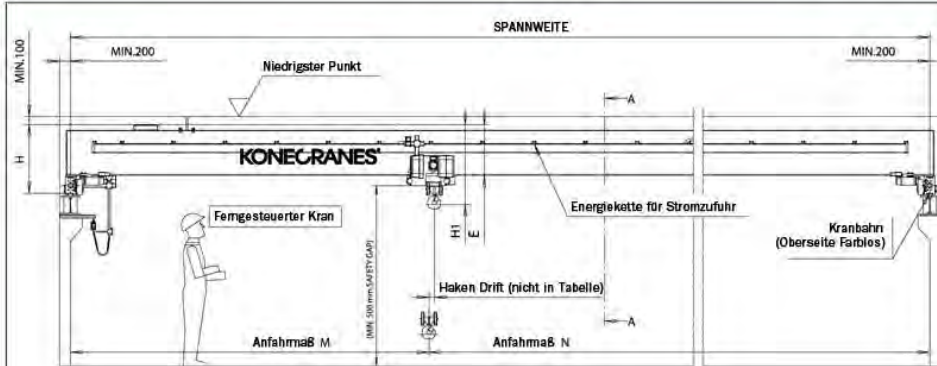 SPANNWEITE
MIN.100
MIN.200
MIN.200
Niedrigster Punkt
A
H
KONECRANES
Energiekette für Stromzufuhr
Ferngesteuerter Kran
H1
E
Kranbahn
(Oberseite Farblos)
(MIN 500 mm SAFETY GAP)
Haken Drift (nicht in Tabelle)
A
Anfahrmaß M
Anfahrmaß N